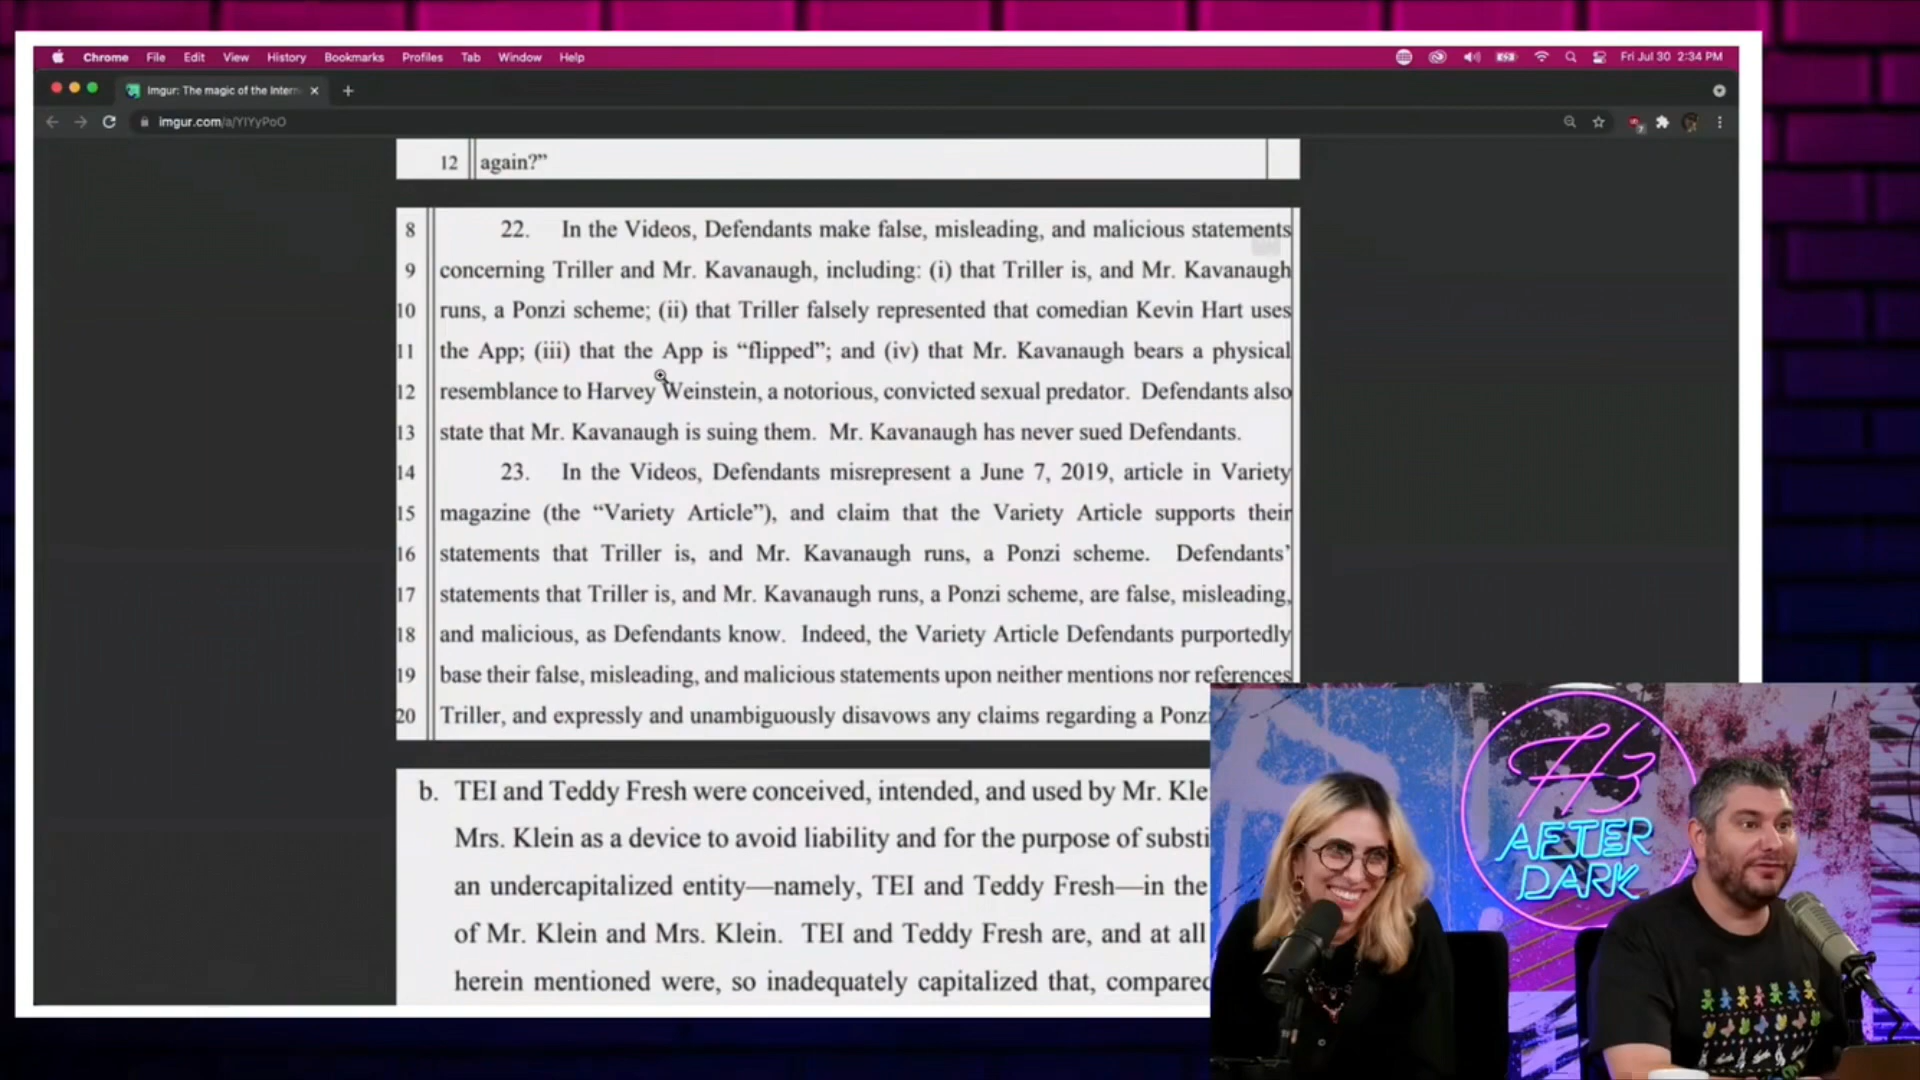 Chrome File Edit View History Bookmarks Profiles Tab Window Help Fri Jul 30 2:34 PM
Imgur: The magic of the Intern
imgur.com/a/YIYyPoO
12 again?”
8 22. In the Videos, Defendants make false, misleading, and malicious statements
9 concerning Triller and Mr. Kavanaugh, including: (i) that Triller is, and Mr. Kavanaugh
10 runs, a Ponzi scheme; (ii) that Triller falsely represented that comedian Kevin Hart uses
11 the App; (iii) that the App is “flipped”; and (iv) that Mr. Kavanaugh bears a physical
12 resemblance to Harvey Weinstein, a notorious, convicted sexual predator. Defendants also
13 state that Mr. Kavanaugh is suing them. Mr. Kavanaugh has never sued Defendants.
14 23. In the Videos, Defendants misrepresent a June 7, 2019, article in Variety
15 magazine (the “Variety Article”), and claim that the Variety Article supports their
16 statements that Triller is, and Mr. Kavanaugh runs, a Ponzi scheme. Defendants’
17 statements that Triller is, and Mr. Kavanaugh runs, a Ponzi scheme, are false, misleading,
18 and malicious, as Defendants know. Indeed, the Variety Article Defendants purportedly
19 base their false, misleading, and malicious statements upon neither mentions nor references
20 Triller, and expressly and unambiguously disavows any claims regarding a Ponzi
b. TEI and Teddy Fresh were conceived, intended, and used by Mr. Kle
Mrs. Klein as a device to avoid liability and for the purpose of substi
an undercapitalized entity—namely, TEI and Teddy Fresh—in the
of Mr. Klein and Mrs. Klein. TEI and Teddy Fresh are, and at all
herein mentioned were, so inadequately capitalized that, compared
H3
AFTER
DARK